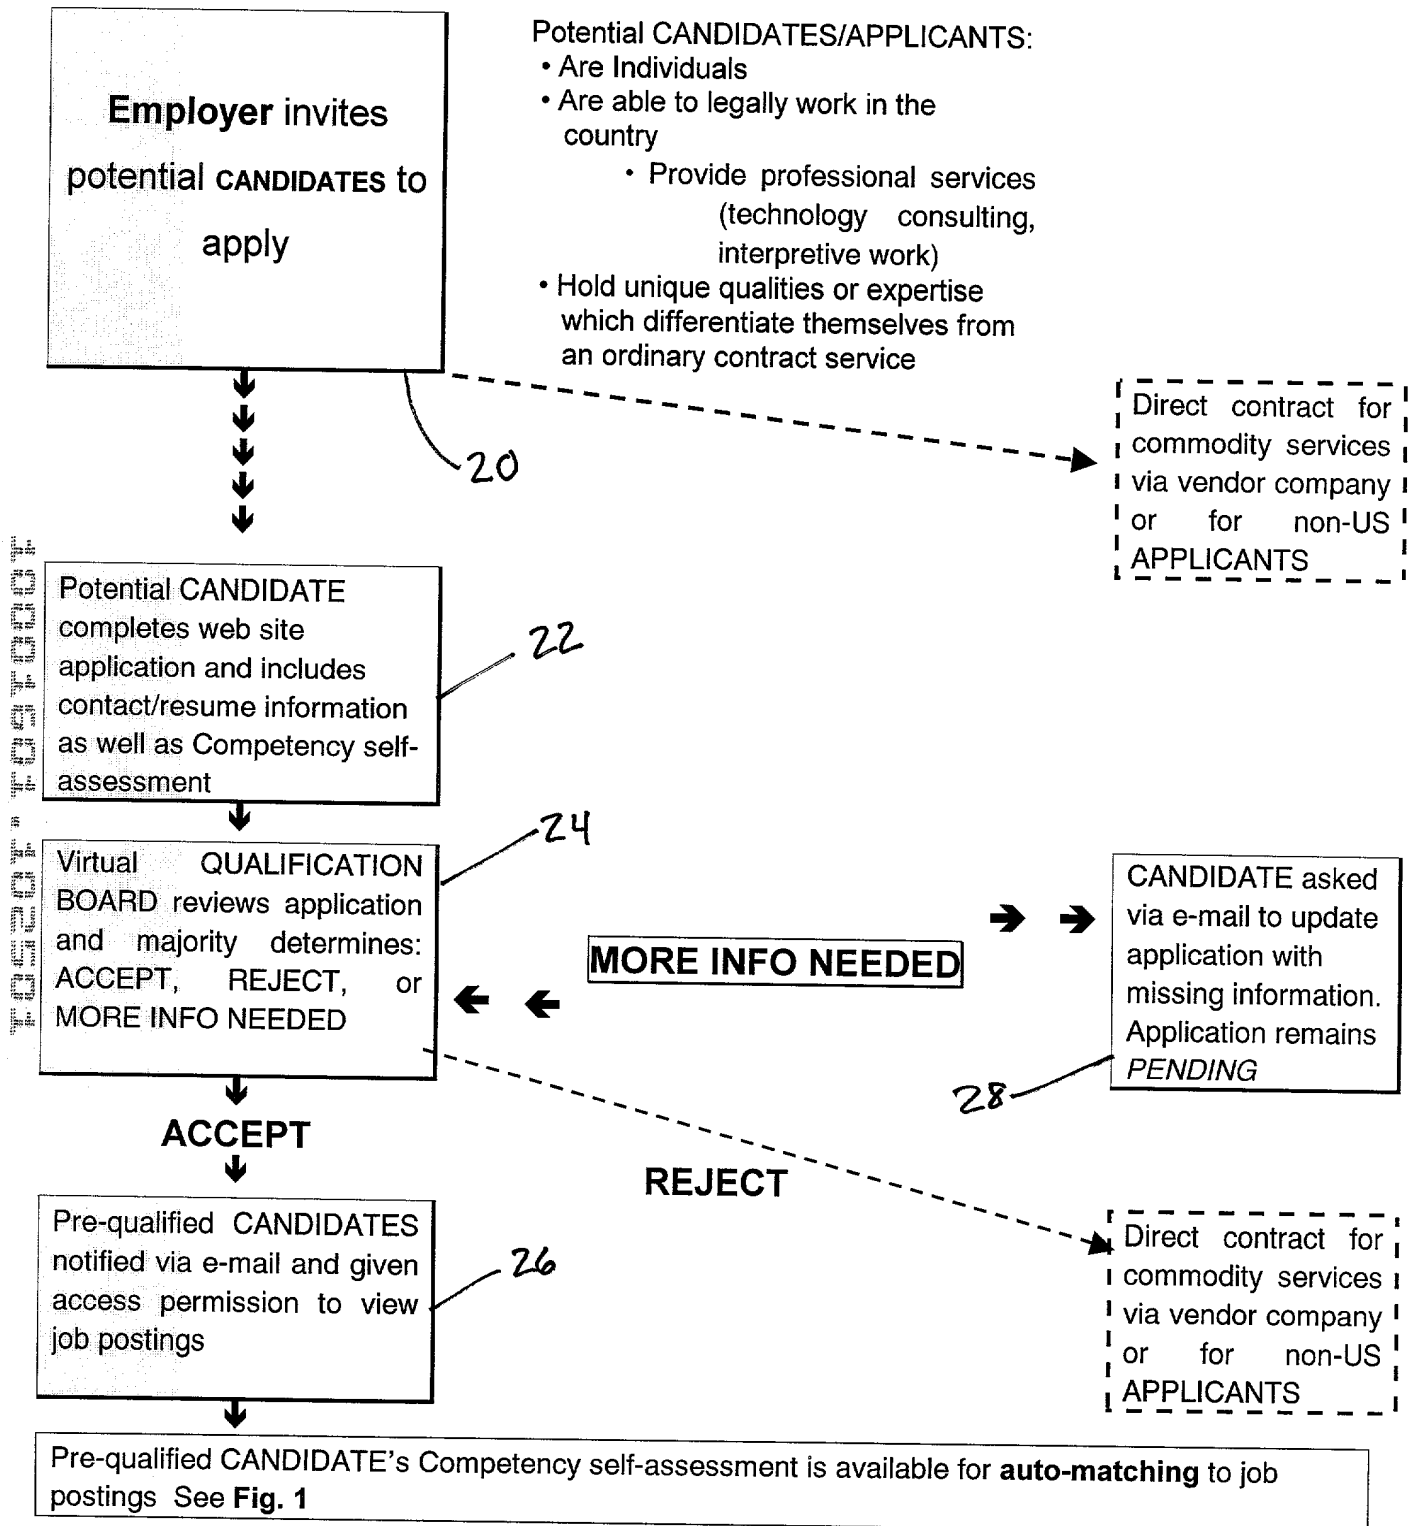 Employer invites
potential CANDIDATES to
apply
Potential CANDIDATES/APPLICANTS:
• Are Individuals
• Are able to legally work in the
country
• Provide professional services
(technology consulting,
interpretive work)
• Hold unique qualities or expertise
which differentiate themselves from
an ordinary contract service
20
Direct contract for
commodity services
via vendor company
or for non-US
APPLICANTS
Potential CANDIDATE
completes web site
application and includes
contact/resume information
as well as Competency self-
assessment
22
Virtual QUALIFICATION
BOARD reviews application
and majority determines:
ACCEPT, REJECT, or
MORE INFO NEEDED
24
MORE INFO NEEDED
CANDIDATE asked
via e-mail to update
application with
missing information.
Application remains
PENDING
28
ACCEPT
REJECT
Pre-qualified CANDIDATES
notified via e-mail and given
access permission to view
job postings
26
Direct contract for
commodity services
via vendor company
or for non-US
APPLICANTS
Pre-qualified CANDIDATE's Competency self-assessment is available for auto-matching to job
postings See Fig. 1